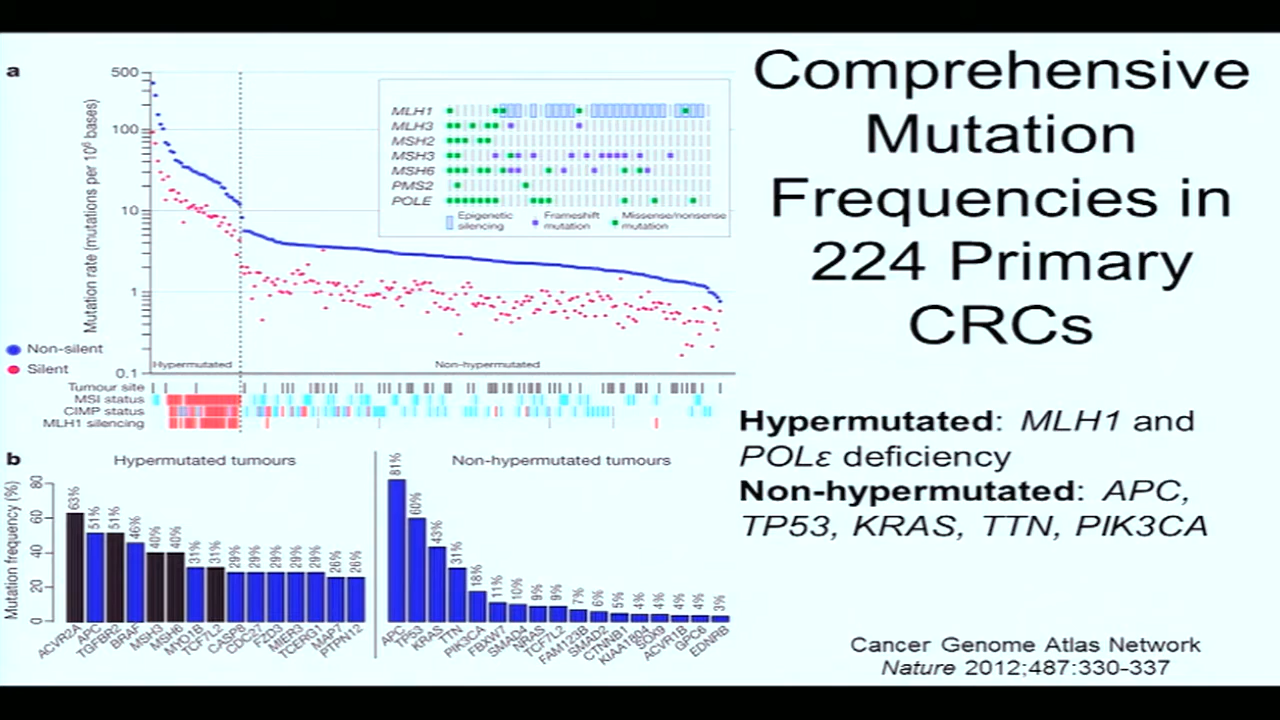 a
500
100
10
1
0.1
Mutation rate (mutations per 10⁶ bases)
Non-silent
Silent
Hypermutated
Non-hypermutated
MLH1
MLH3
MSH2
MSH3
MSH6
PMS2
POLE
Epigenetic silencing
Frameshift mutation
Missense/nonsense mutation
Tumour site
MSI status
CIMP status
MLH1 silencing
b
Hypermutated tumours
Non-hypermutated tumours
Mutation frequency (%)
80
60
40
20
0
63%
51%
51%
46%
40%
40%
31%
31%
29%
29%
29%
29%
29%
26%
26%
ACVR2A
APC
TGFBR2
BRAF
MSH3
MSH6
MYO1B
TCF7L2
CASP8
CDC27
FZD3
MIER3
TCERG1
MAP7
PTPN12
81%
60%
43%
31%
18%
11%
10%
9%
9%
7%
6%
5%
4%
4%
4%
4%
3%
APC
TP53
KRAS
TTN
PIK3CA
FBXW7
SMAD4
NRAS
TCF7L2
FAM123B
SMAD2
CTNNB1
KIAA1804
SOX9
ACVR1B
GPC6
EDNRB
Comprehensive
Mutation
Frequencies in
224 Primary
CRCs
Hypermutated: MLH1 and
POLε deficiency
Non-hypermutated: APC,
TP53, KRAS, TTN, PIK3CA
Cancer Genome Atlas Network
Nature 2012;487:330-337